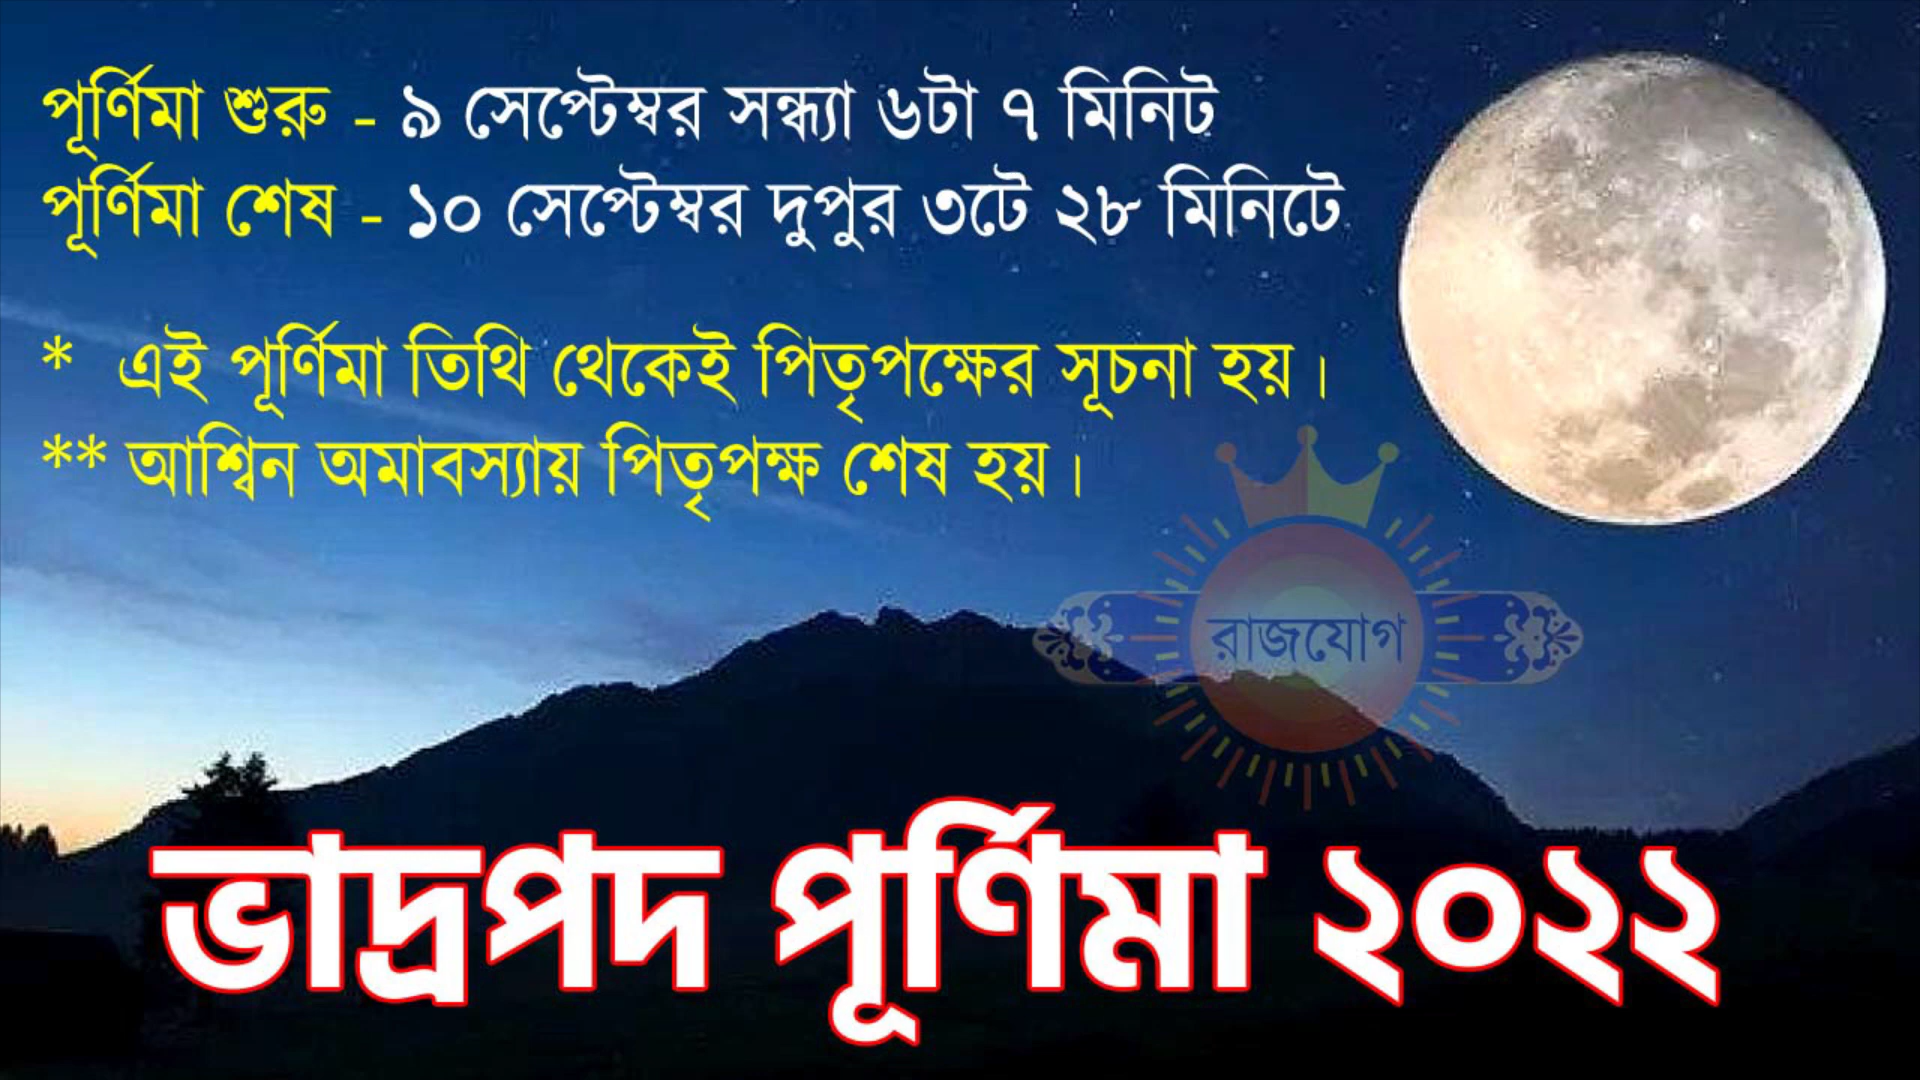 পূর্ণিমা শুরু - ৯ সেপ্টেম্বর সন্ধ্যা ৬টা ৭ মিনিট
পূর্ণিমা শেষ - ১০ সেপ্টেম্বর দুপুর ৩টে ২৮ মিনিটে
* এই পূর্ণিমা তিথি থেকেই পিতৃপক্ষের সূচনা হয়।
** আশ্বিন অমাবস্যায় পিতৃপক্ষ শেষ হয়।
রাজযোগ
ভাদ্রপদ পূর্ণিমা ২০২২